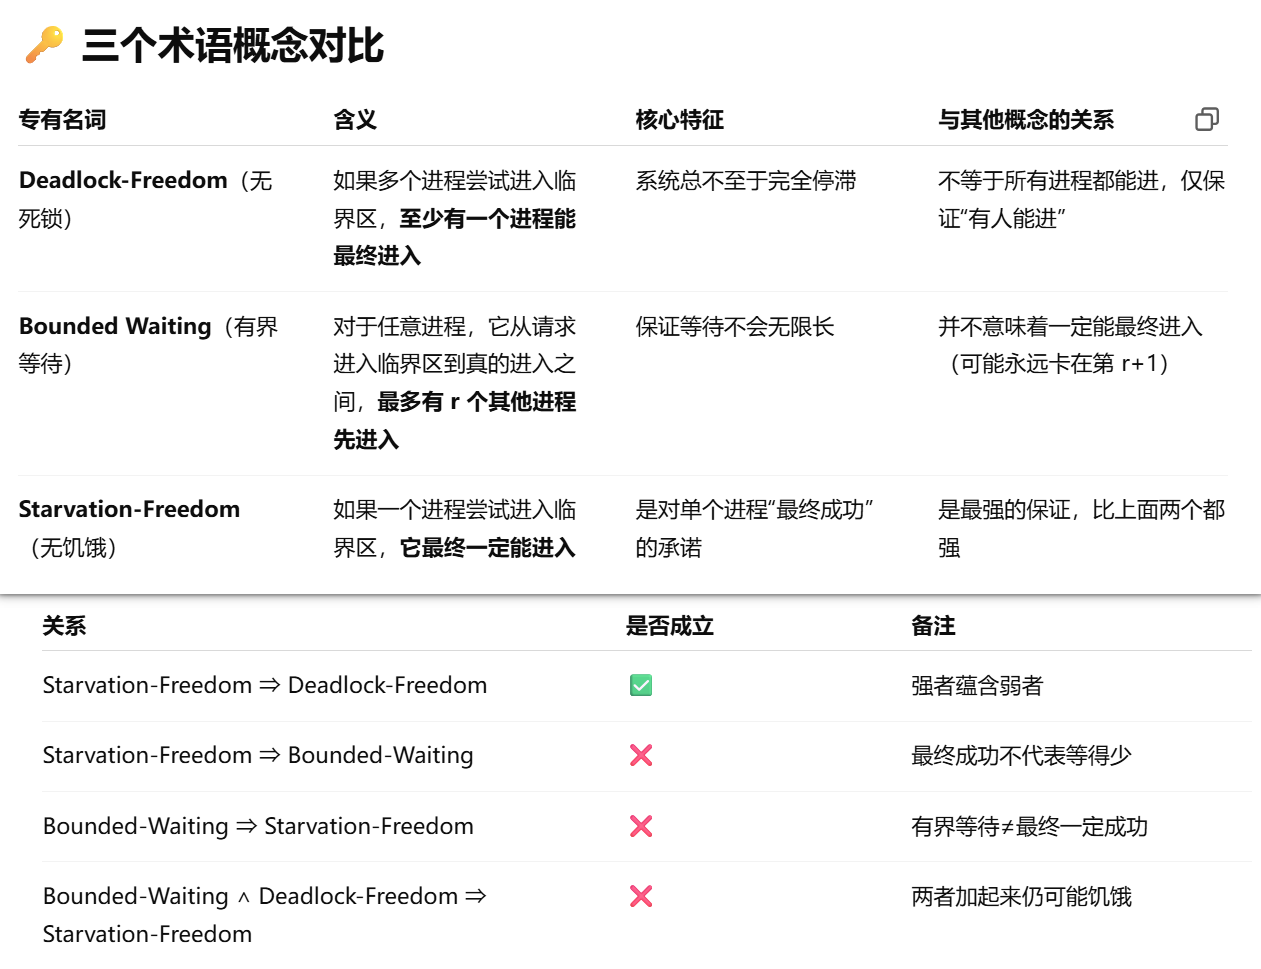 🔑 三个术语概念对比
专有名词 含义 核心特征 与其他概念的关系
Deadlock-Freedom（无
死锁）
如果多个进程尝试进入临
界区，至少有一个进程能
最终进入
系统总不至于完全停滞
不等于所有进程都能进，仅保
证“有人能进”
Bounded Waiting（有界
等待）
对于任意进程，它从请求
进入临界区到真的进入之
间，最多有 r 个其他进程
先进入
保证等待不会无限长
并不意味着一定能最终进入
（可能永远卡在第 r+1）
Starvation-Freedom
（无饥饿）
如果一个进程尝试进入临
界区，它最终一定能进入
是对单个进程“最终成功”
的承诺
是最强的保证，比上面两个都
强
关系 是否成立 备注
Starvation-Freedom ⇒ Deadlock-Freedom ✅ 强者蕴含弱者
Starvation-Freedom ⇒ Bounded-Waiting ❌ 最终成功不代表等得少
Bounded-Waiting ⇒ Starvation-Freedom ❌ 有界等待≠最终一定成功
Bounded-Waiting ∧ Deadlock-Freedom ⇒
Starvation-Freedom
❌ 两者加起来仍可能饥饿